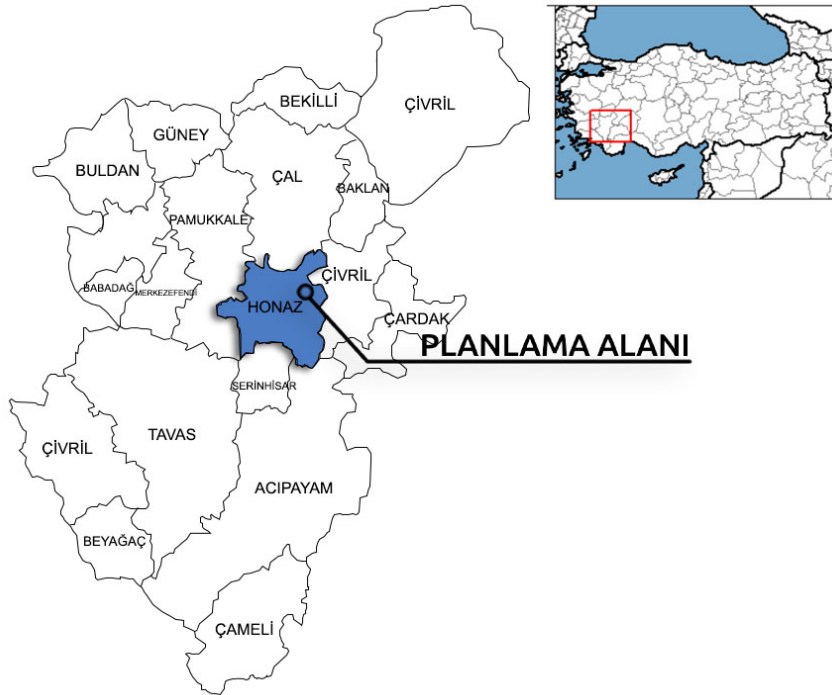 BEKİLLİ
ÇİVRİL
GÜNEY
BULDAN
ÇAL
BAKLAN
PAMUKKALE
ÇİVRİL
BABADAĞ
MERKEZEFENDİ
HONAZ
ÇARDAK
PLANLAMA ALANI
SERİNHİSAR
TAVAS
ÇİVRİL
ACIPAYAM
BEYAĞAÇ
ÇAMELİ